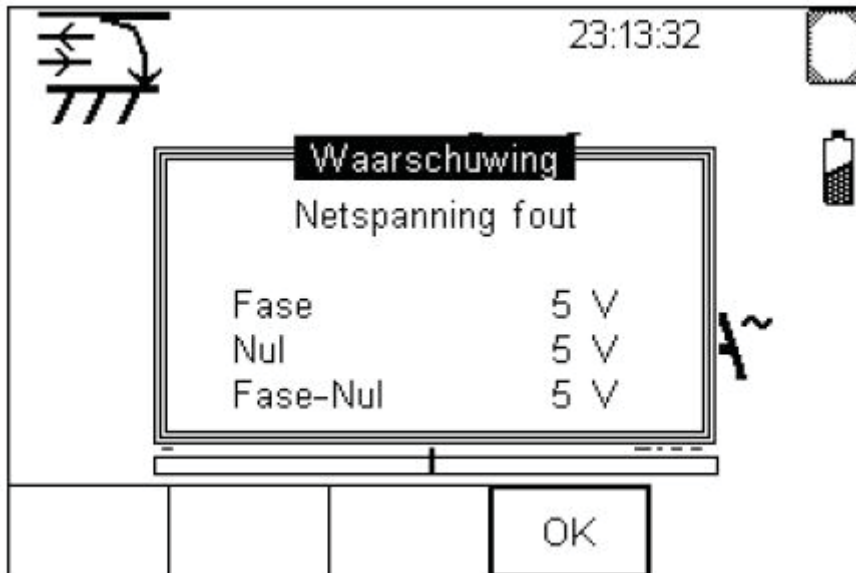 23:13:32
Waarschuwing
Netspanning fout
Fase 5 V
Nul 5 V
Fase-Nul 5 V
OK